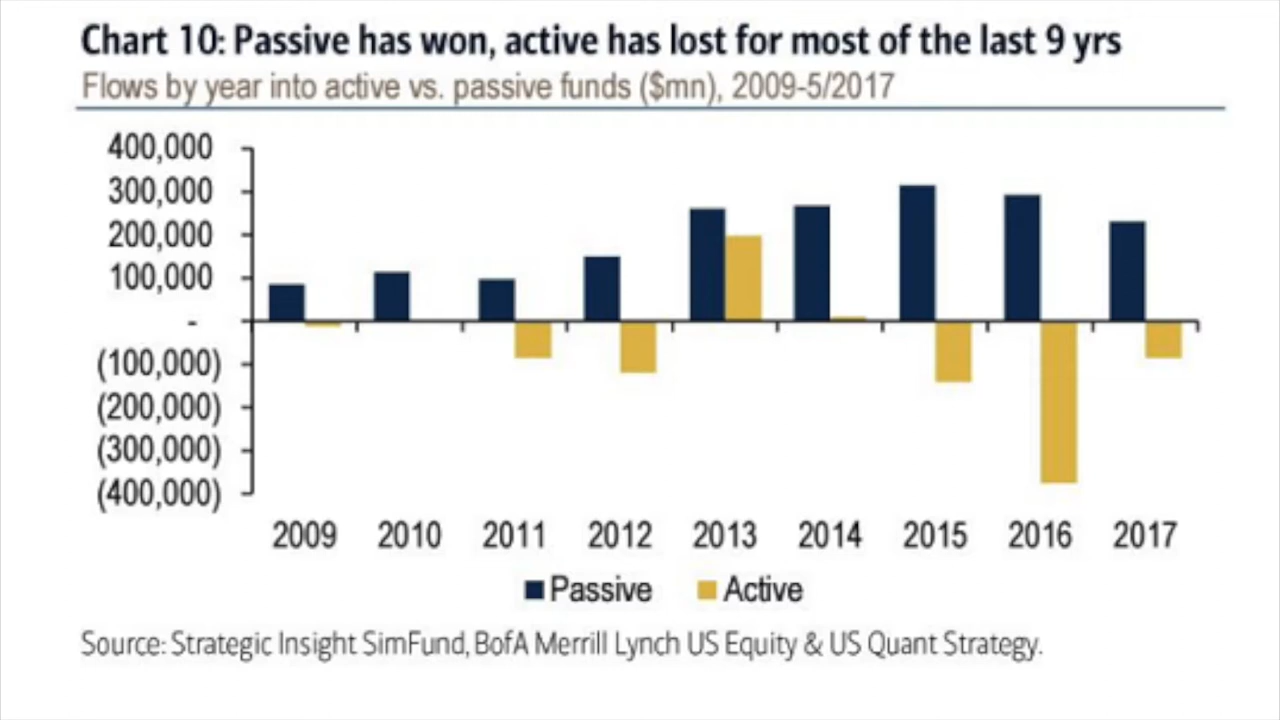 Chart 10: Passive has won, active has lost for most of the last 9 yrs
Flows by year into active vs. passive funds ($mn), 2009-5/2017
400,000
300,000
200,000
100,000
-
(100,000)
(200,000)
(300,000)
(400,000)
2009 2010 2011 2012 2013 2014 2015 2016 2017
Passive Active
Source: Strategic Insight SimFund, BofA Merrill Lynch US Equity & US Quant Strategy.